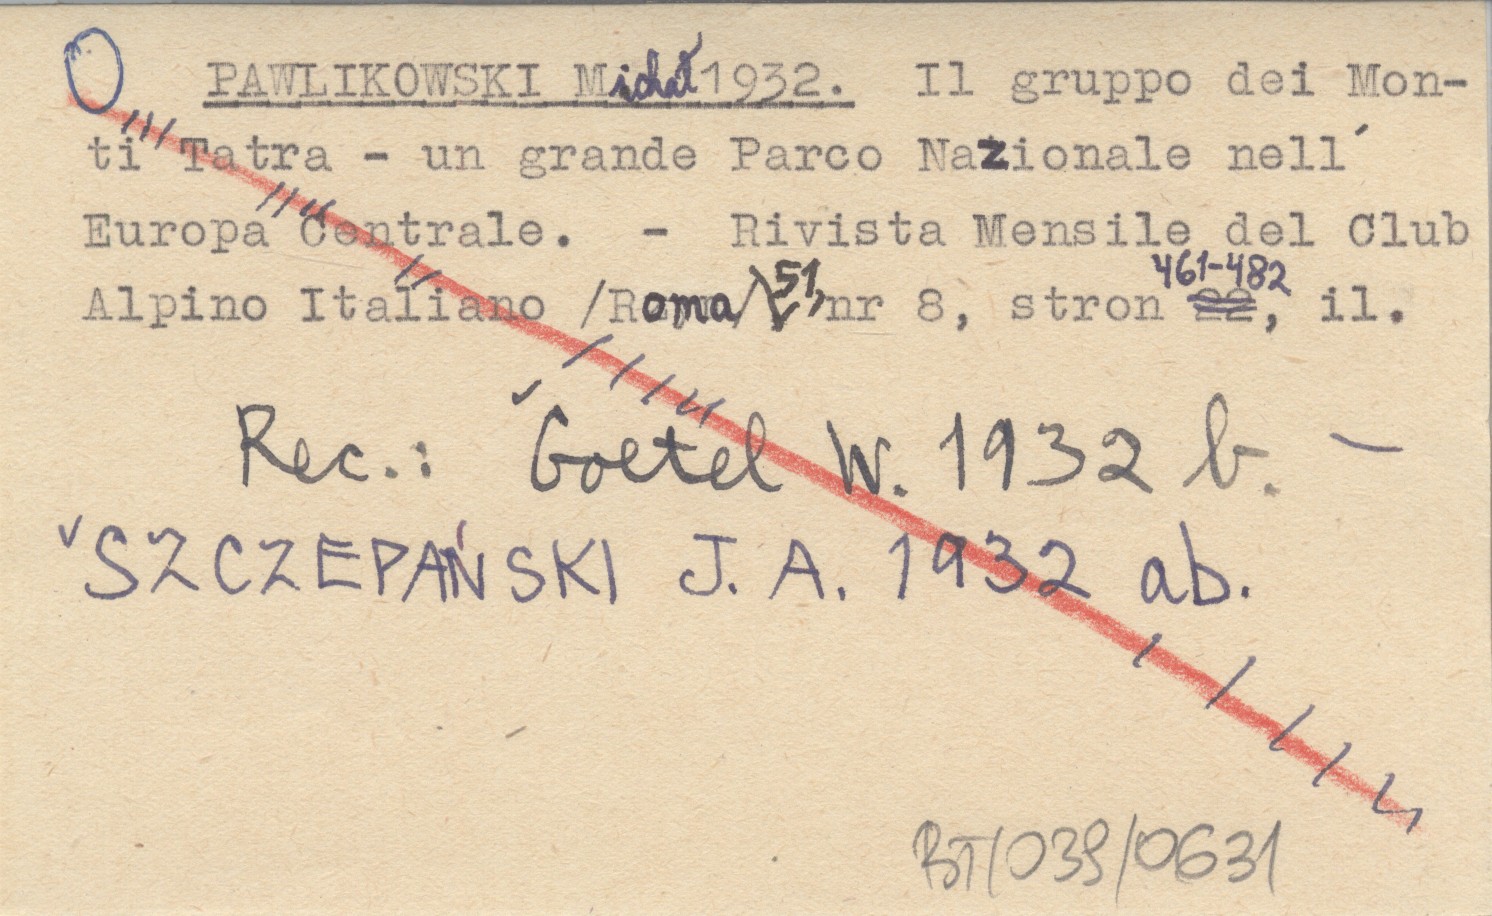 PAWLIKOWSKI Michał 1932. Il gruppo dei Mon-
ti Tatra - un grande Parco Nazionale nell´
Europa Centrale. - Rivista Mensile del Club
Alpino Italiano /Roma/ 51, nr 8, stron 461-482, il.
Rec.: Goetel W. 1932 b. -
SZCZEPAŃSKI J. A. 1932 ab.
BT/039/0631